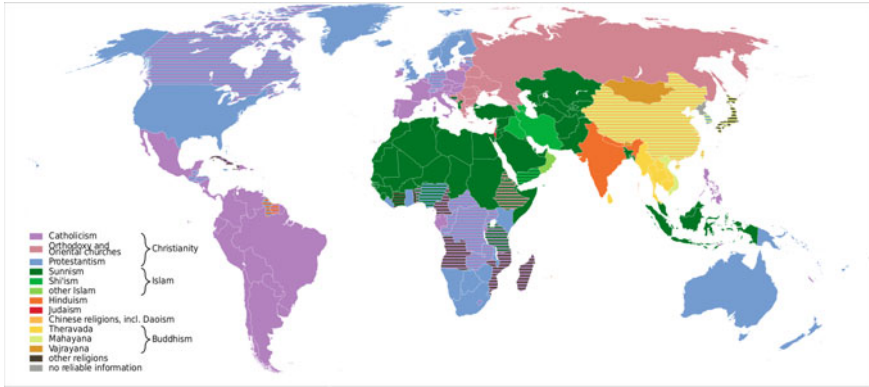 Catholicism
Orthodoxy and
Oriental churches
Christianity
Protestantism
Sunnism
Shi'ism
Islam
other Islam
Hinduism
Judaism
Chinese religions, incl. Daoism
Theravada
Mahayana
Buddhism
Vajrayana
other religions
no reliable information